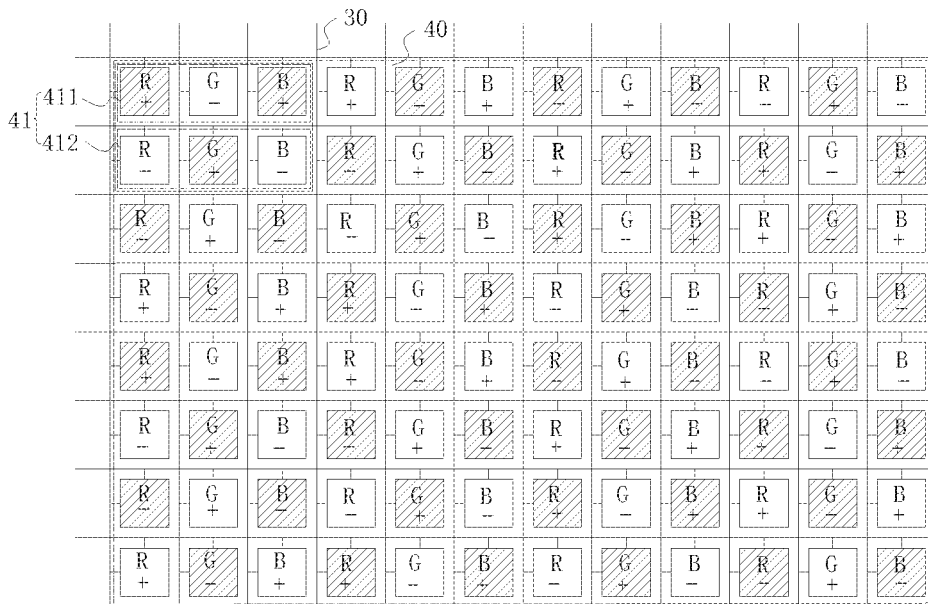 30
40
R G B R G B R G B R G B
+ − + + − + − + − − + −
411
41
412
R G B R G B R G B R G B
− + − − + − + − + + − +
R G B R G B R G B R G B
− + − − + − + − + + − +
R G B R G B R G B R G B
+ − + + − + − + − − + −
R G B R G B R G B R G B
+ − + + − + − + − − + −
R G B R G B R G B R G B
− + − − + − + − + + − +
R G B R G B R G B R G B
− + − − + − + − + + − +
R G B R G B R G B R G B
+ − + + − − − + − − + −